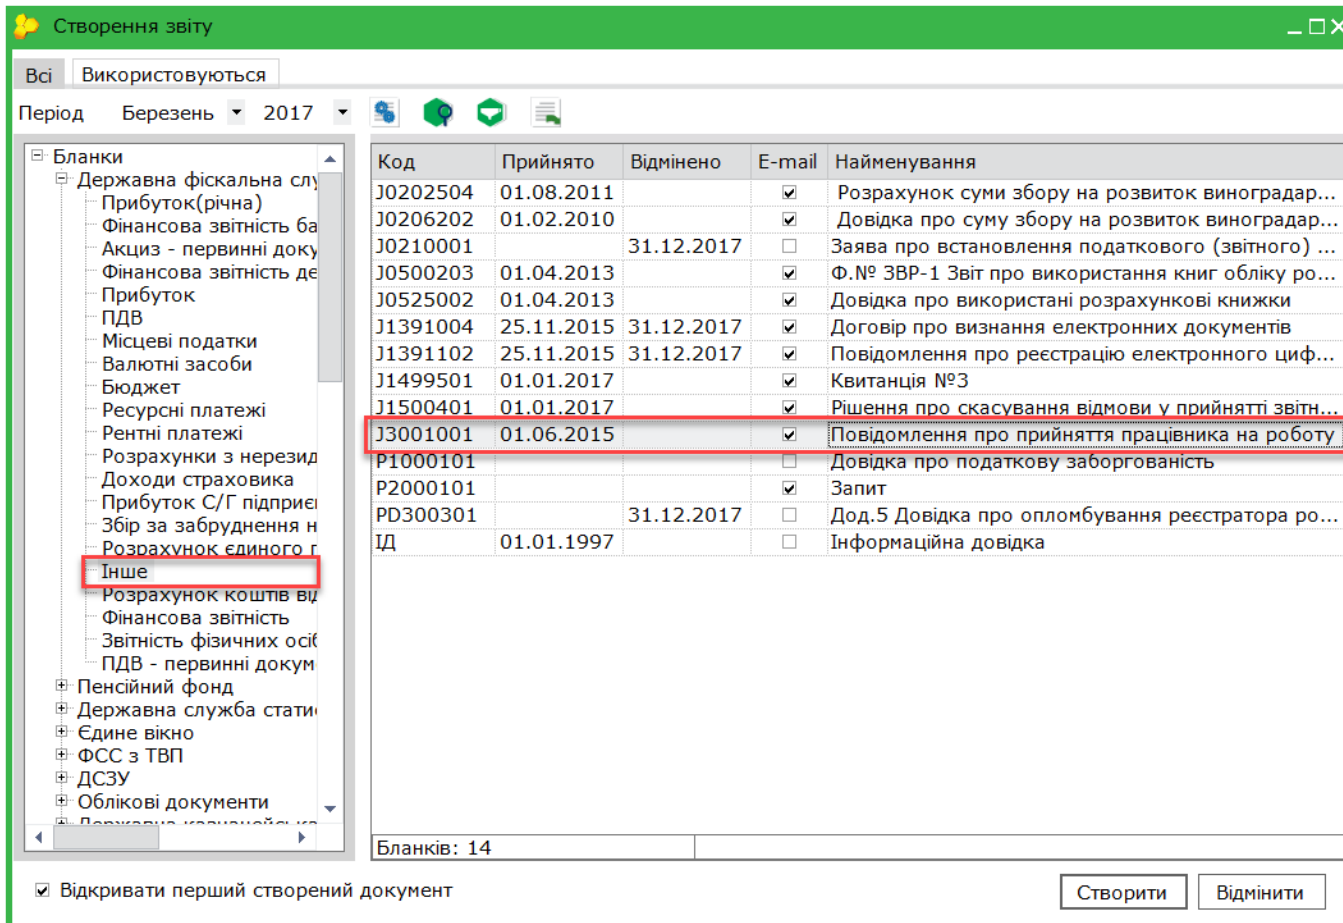 Створення звіту
Всі Використовуються
Період Березень 2017
Бланки
Державна фіскальна слу
Прибуток(річна)
Фінансова звітність ба
Акциз - первинні доку
Фінансова звітність де
Прибуток
ПДВ
Місцеві податки
Валютні засоби
Бюджет
Ресурсні платежі
Рентні платежі
Розрахунки з нерезид
Доходи страховика
Прибуток С/Г підприє
Збір за забруднення н
Розрахунок єдиного п
Інше
Розрахунок коштів від
Фінансова звітність
Звітність фізичних осіб
ПДВ - первинні докум
Пенсійний фонд
Державна служба стати
Єдине вікно
ФСС з ТВП
ДСЗУ
Облікові документи
Державна казначейська
Код Прийнято Відмінено E-mail Найменування
J0202504 01.08.2011 Розрахунок суми збору на розвиток виноградар...
J0206202 01.02.2010 Довідка про суму збору на розвиток виноградар...
J0210001 31.12.2017 Заява про встановлення податкового (звітного) ...
J0500203 01.04.2013 Ф.№ ЗВР-1 Звіт про використання книг обліку ро...
J0525002 01.04.2013 Довідка про використані розрахункові книжки
J1391004 25.11.2015 31.12.2017 Договір про визнання електронних документів
J1391102 25.11.2015 31.12.2017 Повідомлення про реєстрацію електронного циф...
J1499501 01.01.2017 Квитанція №3
J1500401 01.01.2017 Рішення про скасування відмови у прийнятті звітн...
J3001001 01.06.2015 Повідомлення про прийняття працівника на роботу
P1000101 Довідка про податкову заборгованість
P2000101 Запит
PD300301 31.12.2017 Дод.5 Довідка про опломбування реєстратора ро...
ІД 01.01.1997 Інформаційна довідка
Бланків: 14
Відкривати перший створений документ
Створити Відмінити